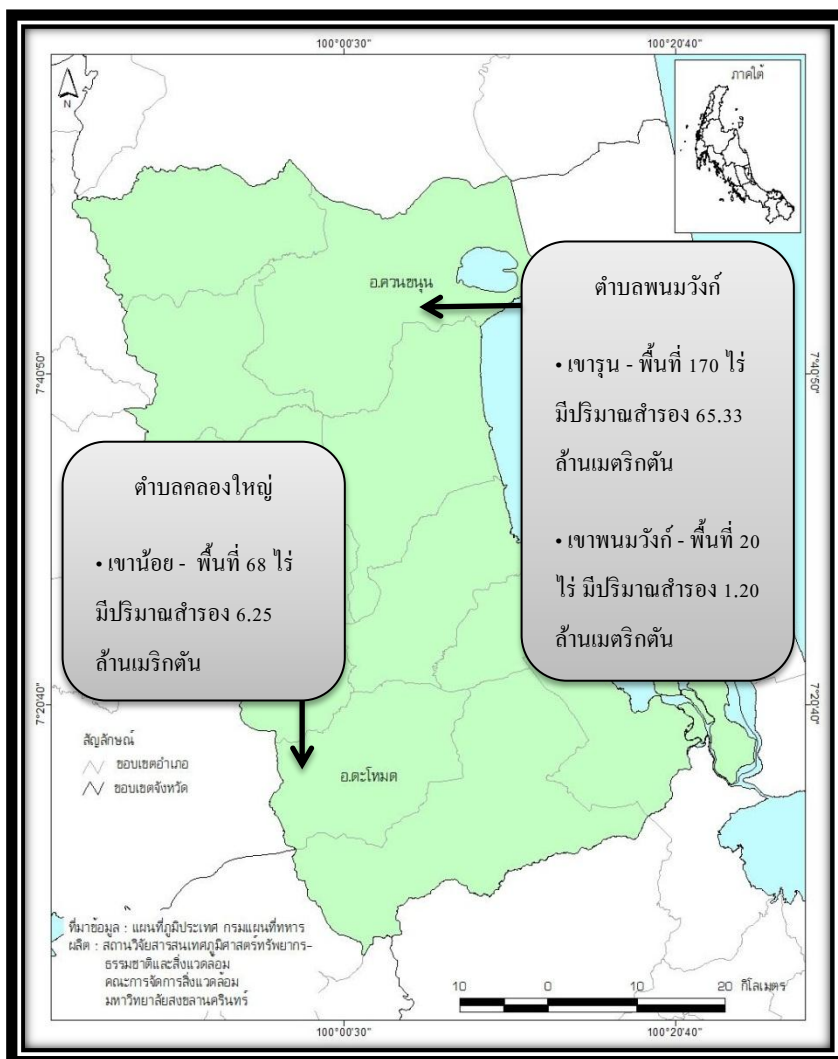 100°00'30"
100°20'40"
N
ภาคใต้
อ.ควนขนุน
ตำบลพนมวังก์
• เขารุน - พื้นที่ 170 ไร่
มีปริมาณสำรอง 65.33
ล้านเมตริกตัน
• เขาพนมวังก์ - พื้นที่ 20
ไร่ มีปริมาณสำรอง 1.20
ล้านเมตริกตัน
7°40'50"
7°40'50"
ตำบลคลองใหญ่
• เขาน้อย - พื้นที่ 68 ไร่
มีปริมาณสำรอง 6.25
ล้านเมริกตัน
7°20'40"
7°20'40"
สัญลักษณ์
ขอบเขตอำเภอ
ขอบเขตจังหวัด
อ.ตะโหมด
ที่มาข้อมูล : แผนที่ภูมิประเทศ กรมแผนที่ทหาร
ผลิต : สถานวิจัยสารสนเทศภูมิศาสตร์ทรัพยากร-
ธรรมชาติและสิ่งแวดล้อม
คณะการจัดการสิ่งแวดล้อม
มหาวิทยาลัยสงขลานครินทร์
10 0 10 20 กิโลเมตร
100°00'30"
100°20'40"